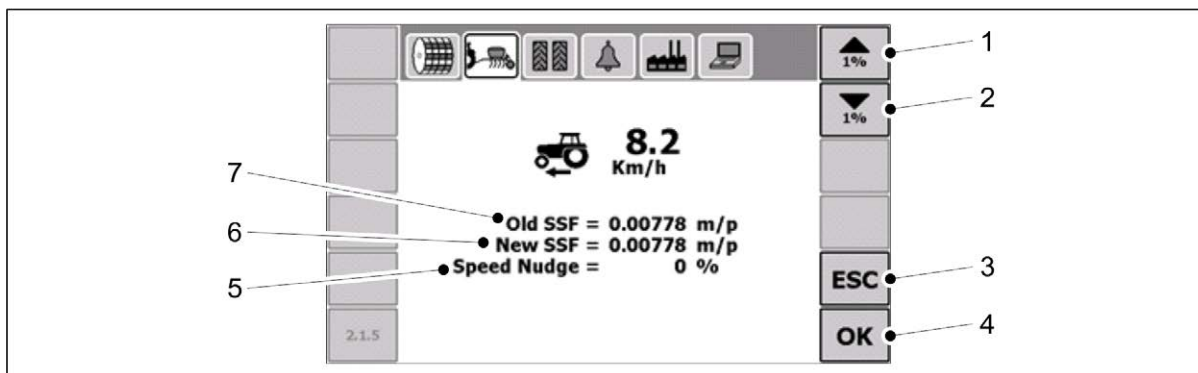 1%
1
1%
2
8.2
Km/h
7
Old SSF = 0.00778 m/p
6
New SSF = 0.00778 m/p
5
Speed Nudge = 0 %
ESC
3
2.1.5
OK
4